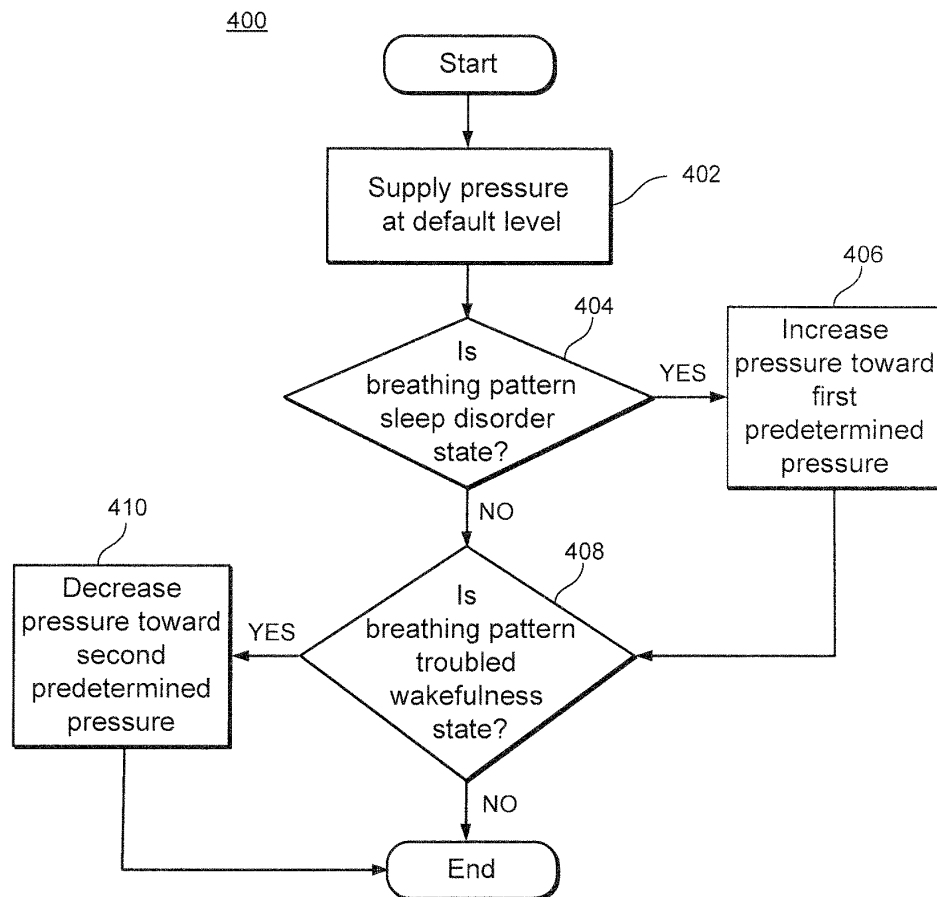 400
Start
Supply pressure
at default level
402
404
Is
breathing pattern
sleep disorder
state?
YES
406
Increase
pressure toward
first
predetermined
pressure
NO
410
Decrease
pressure toward
second
predetermined
pressure
YES
408
Is
breathing pattern
troubled
wakefulness
state?
NO
End